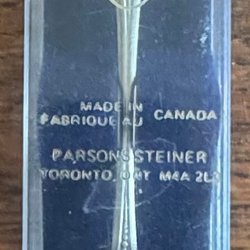 MADE IN
FABRIQUE AU CANADA
PARSONS STEINER
TORONTO, ONT M4A 2L3